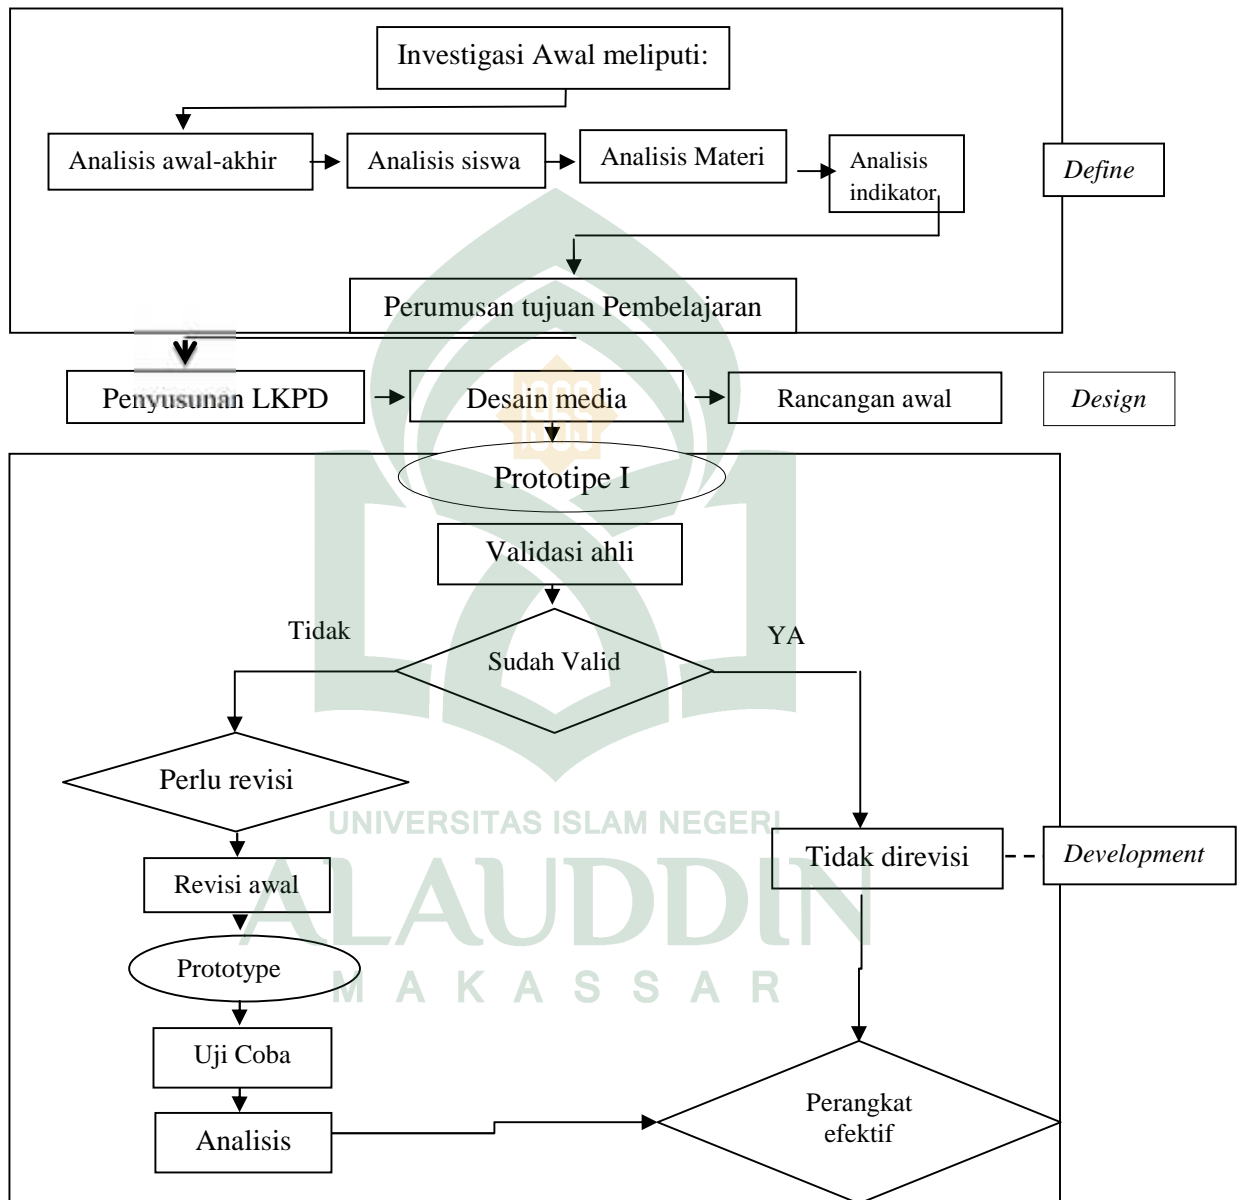 Investigasi Awal meliputi:
Analisis awal-akhir
Analisis siswa
Analisis Materi
Analisis
indikator
Define
Perumusan tujuan Pembelajaran
Penyusunan LKPD
Desain media
Rancangan awal
Design
Prototipe I
Validasi ahli
Tidak
Sudah Valid
YA
Perlu revisi
UNIVERSITAS ISLAM NEGERI
Tidak direvisi
Development
Revisi awal
ALAUDDIN
Prototype
MAKASSAR
Uji Coba
Perangkat
efektif
Analisis